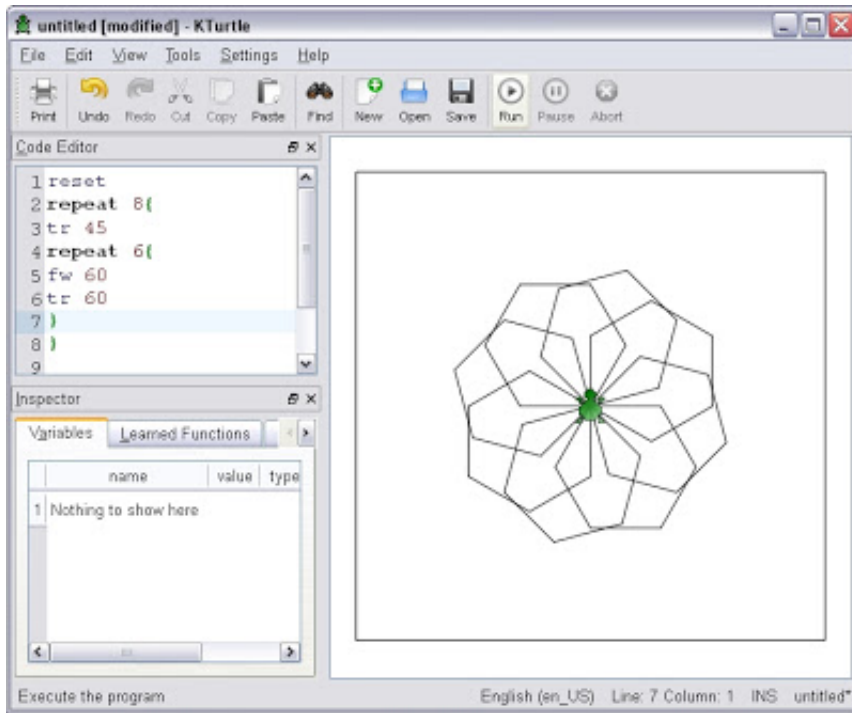 untitled [modified] - KTurtle
File Edit View Tools Settings Help
Print Undo Redo Cut Copy Paste Find New Open Save Run Pause Abort
Code Editor
1 reset
2 repeat 8{
3 tr 45
4 repeat 6{
5 fw 60
6 tr 60
7 }
8 }
9
Inspector
Variables Learned Functions
name value type
1 Nothing to show here
Execute the program English (en_US) Line: 7 Column: 1 INS untitled*